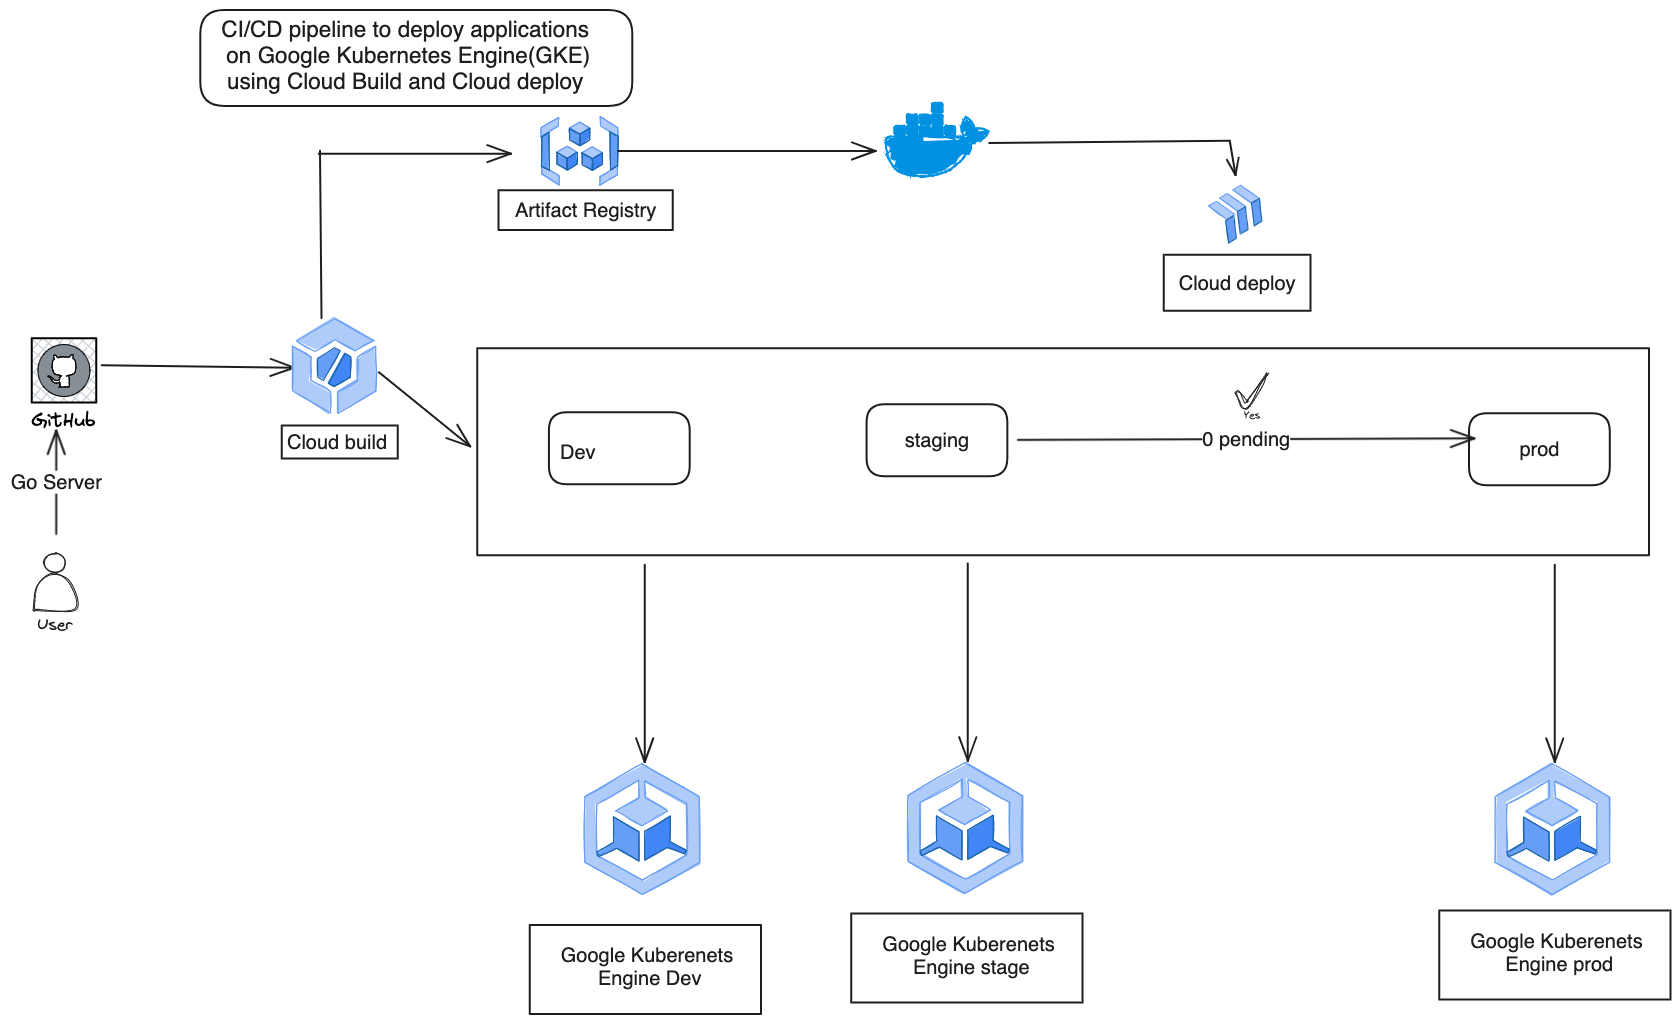 CI/CD pipeline to deploy applications
on Google Kubernetes Engine(GKE)
using Cloud Build and Cloud deploy
Artifact Registry
Cloud deploy
GitHub
Cloud build
Go Server
User
Dev
staging
Yes
0 pending
prod
Google Kuberenets
Engine Dev
Google Kuberenets
Engine stage
Google Kuberenets
Engine prod